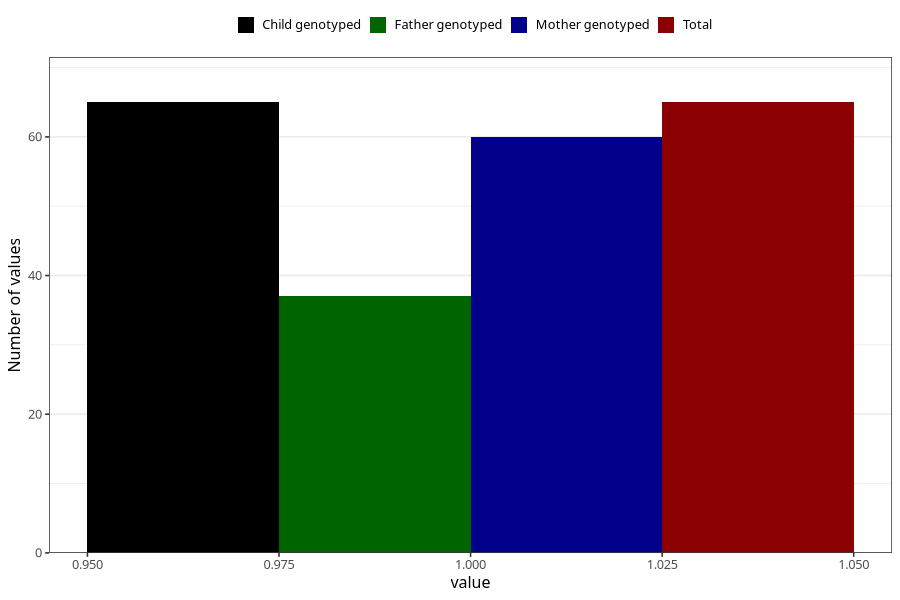 Child genotyped Father genotyped Mother genotyped Total
Number of values
60
40
20
0
0.950 0.975 1.000 1.025 1.050
value